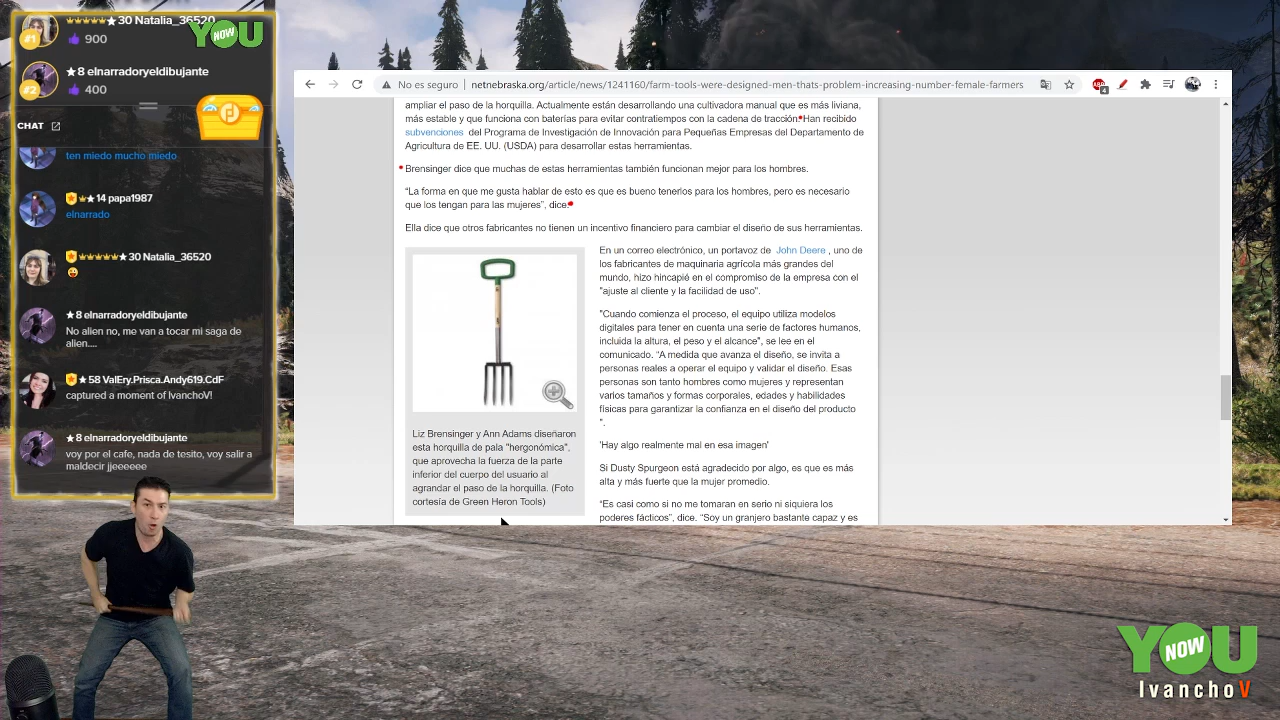 #1
★30 Natalia_36520
900
YOU NOW
#2
★8 elnarradoryeldibujante
400
CHAT
ten miedo mucho miedo
★14 papa1987
elnarrado
★30 Natalia_36520
★8 elnarradoryeldibujante
No alien no, me van a tocar mi saga de
alien....
★58 ValEry.Prisca.Andy619.CdF
captured a moment of IvanchoV!
★8 elnarradoryeldibujante
voy por el cafe, nada de tesito, voy salir a
maldecir jjeeeeee
No es seguro | netnebraska.org/article/news/1241160/farm-tools-were-designed-men-thats-problem-increasing-number-female-farmers
ampliar el paso de la horquilla. Actualmente están desarrollando una cultivadora manual que es más liviana,
más estable y que funciona con baterías para evitar contratiempos con la cadena de tracción. Han recibido
subvenciones del Programa de Investigación de Innovación para Pequeñas Empresas del Departamento de
Agricultura de EE. UU. (USDA) para desarrollar estas herramientas.
Brensinger dice que muchas de estas herramientas también funcionan mejor para los hombres.
“La forma en que me gusta hablar de esto es que es bueno tenerlos para los hombres, pero es necesario
que los tengan para las mujeres”, dice.
Ella dice que otros fabricantes no tienen un incentivo financiero para cambiar el diseño de sus herramientas.
Liz Brensinger y Ann Adams diseñaron
esta horquilla de pala "hergonómica",
que aprovecha la fuerza de la parte
inferior del cuerpo del usuario al
agrandar el paso de la horquilla. (Foto
cortesía de Green Heron Tools)
En un correo electrónico, un portavoz de John Deere , uno de
los fabricantes de maquinaria agrícola más grandes del
mundo, hizo hincapié en el compromiso de la empresa con el
"ajuste al cliente y la facilidad de uso".
"Cuando comienza el proceso, el equipo utiliza modelos
digitales para tener en cuenta una serie de factores humanos,
incluida la altura, el peso y el alcance", se lee en el
comunicado. “A medida que avanza el diseño, se invita a
personas reales a operar el equipo y validar el diseño. Esas
personas son tanto hombres como mujeres y representan
varios tamaños y formas corporales, edades y habilidades
físicas para garantizar la confianza en el diseño del producto
".
'Hay algo realmente mal en esa imagen'
Si Dusty Spurgeon está agradecido por algo, es que es más
alta y más fuerte que la mujer promedio.
“Es casi como si no me tomaran en serio ni siquiera los
poderes fácticos”, dice. “Soy un granjero bastante capaz y es
YOU NOW
IvanchoV